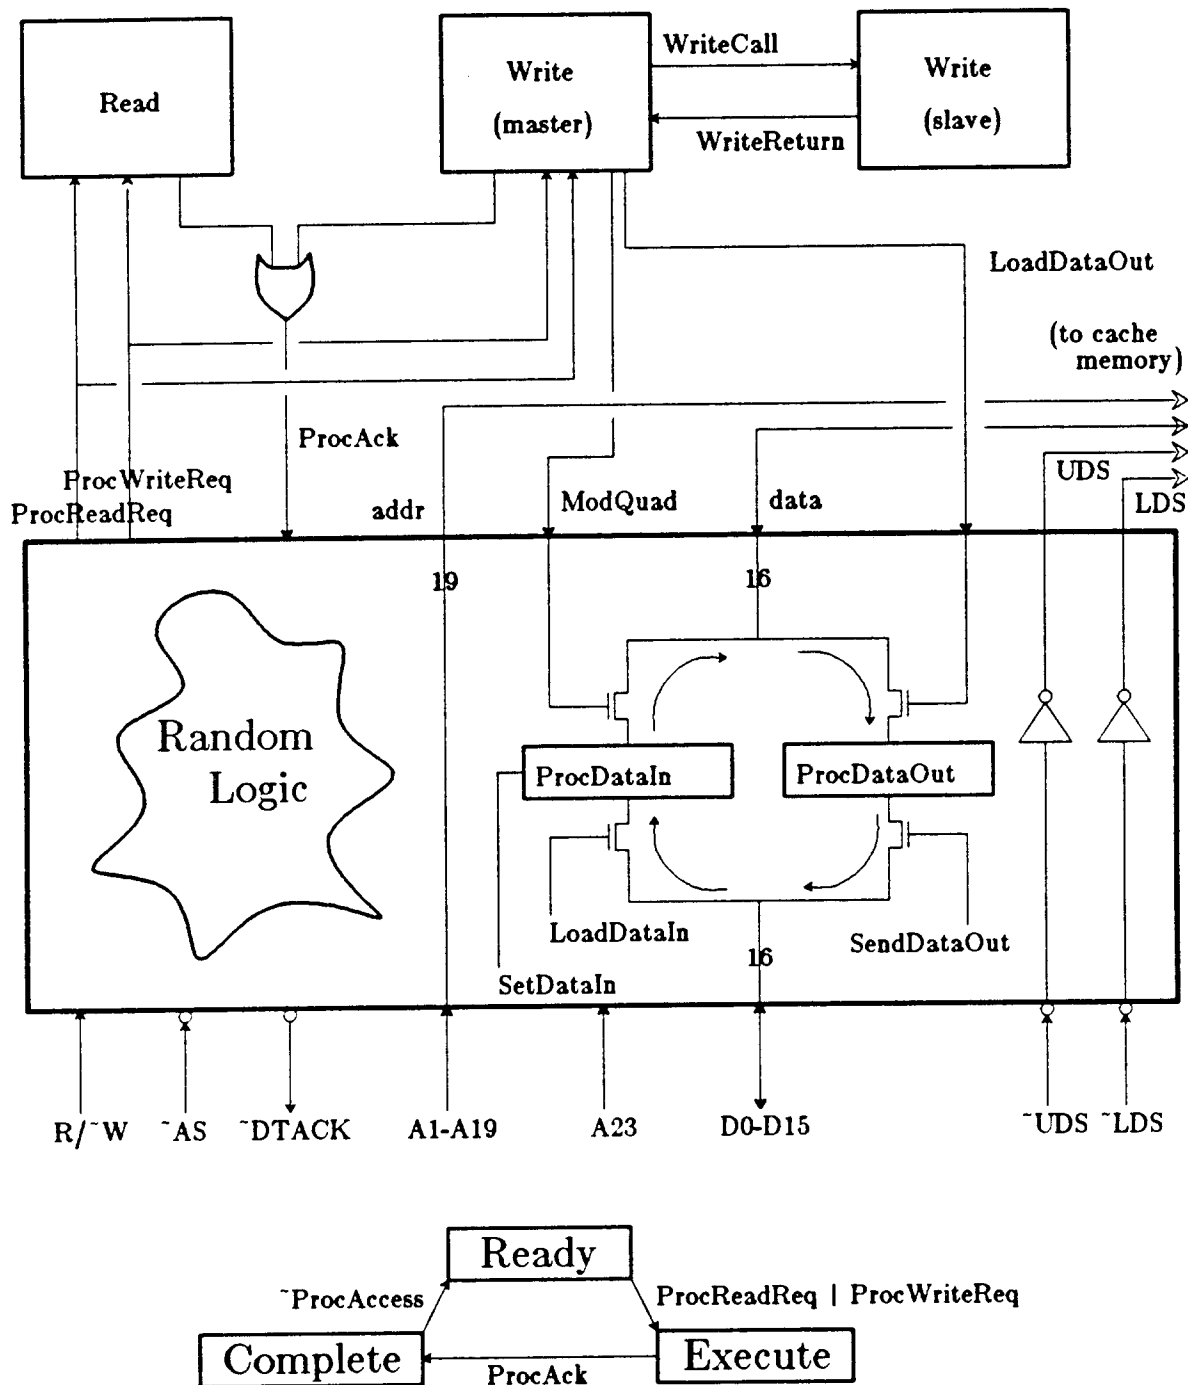 Read
Write
(master)
WriteCall
WriteReturn
Write
(slave)
LoadDataOut
(to cache
memory)
ProcAck
ProcWriteReq
ProcReadReq
addr
ModQuad
data
UDS
LDS
19
16
Random
Logic
ProcDataIn
ProcDataOut
LoadDataIn
SendDataOut
SetDataIn
16
R/~W
~AS
~DTACK
A1-A19
A23
D0-D15
~UDS
~LDS
Ready
~ProcAccess
ProcReadReq | ProcWriteReq
Complete
ProcAck
Execute